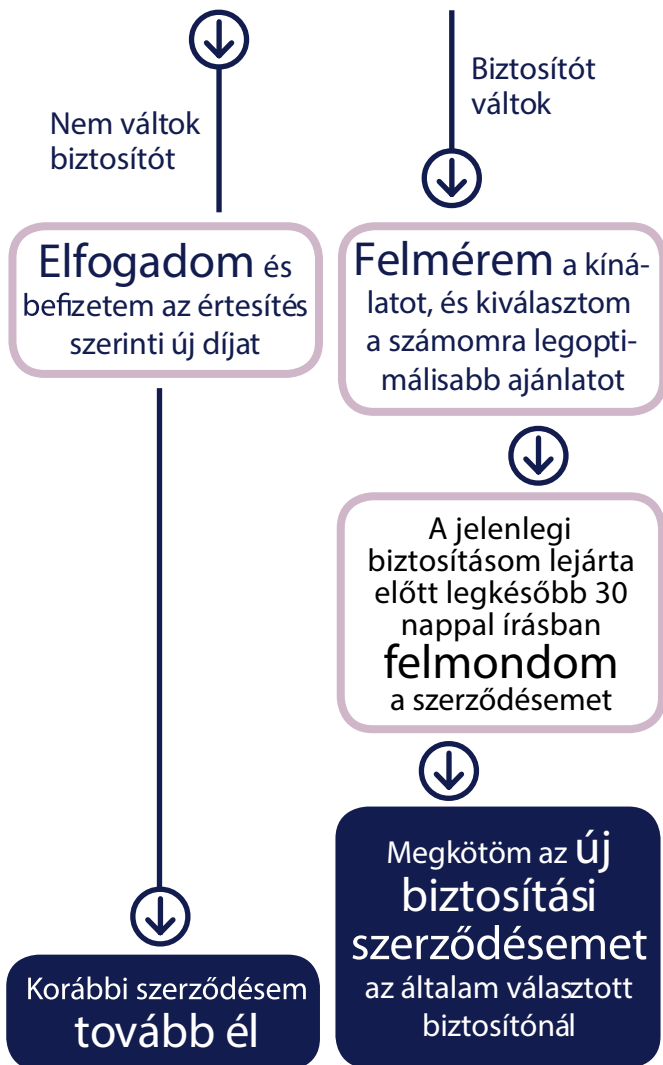 Nem váltok
biztosítót
Elfogadom és
befizetem az értesítés
szerinti új díjat
Korábbi szerződésem
tovább él
Biztosítót
váltok
Felmérem a kíná-
latot, és kiválasztom
a számomra legopti-
málisabb ajánlatot
A jelenlegi
biztosításom lejárta
előtt legkésőbb 30
nappal írásban
felmondom
a szerződésemet
Megkötöm az új
biztosítási
szerződésemet
az általam választott
biztosítónál